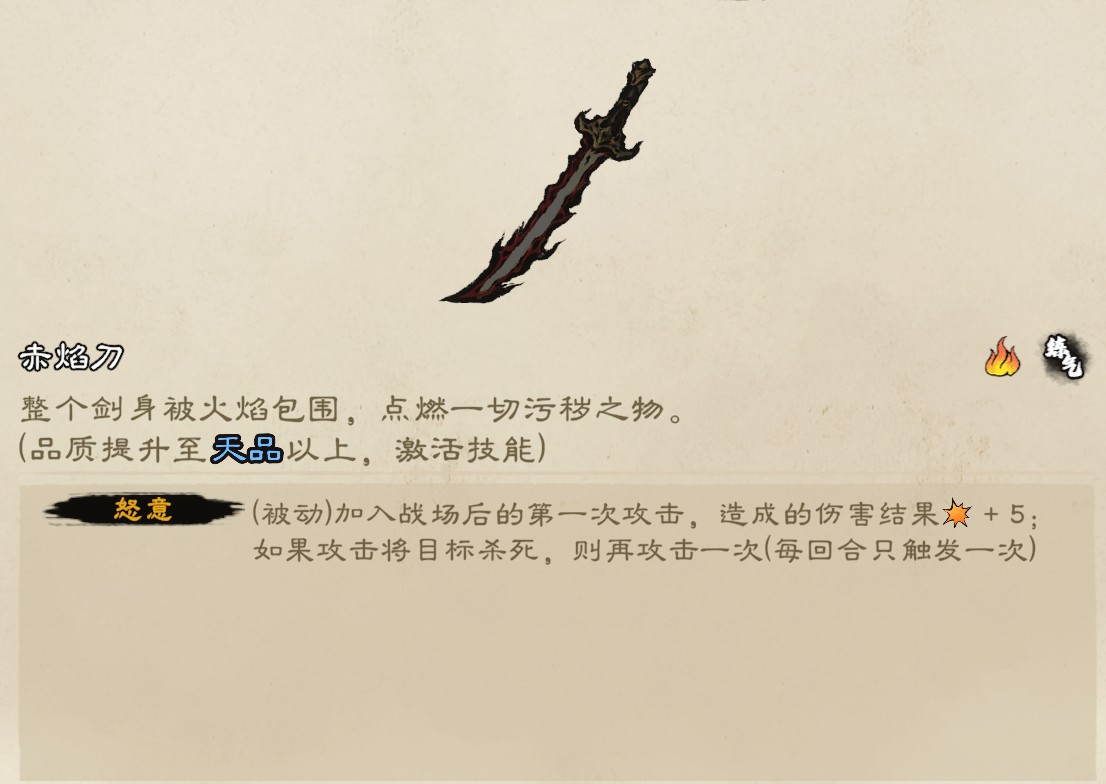 赤焰刀
炼气
整个剑身被火焰包围，点燃一切污秽之物。
(品质提升至天品以上，激活技能)
怒意
(被动)加入战场后的第一次攻击，造成的伤害结果 + 5；
如果攻击将目标杀死，则再攻击一次(每回合只触发一次)